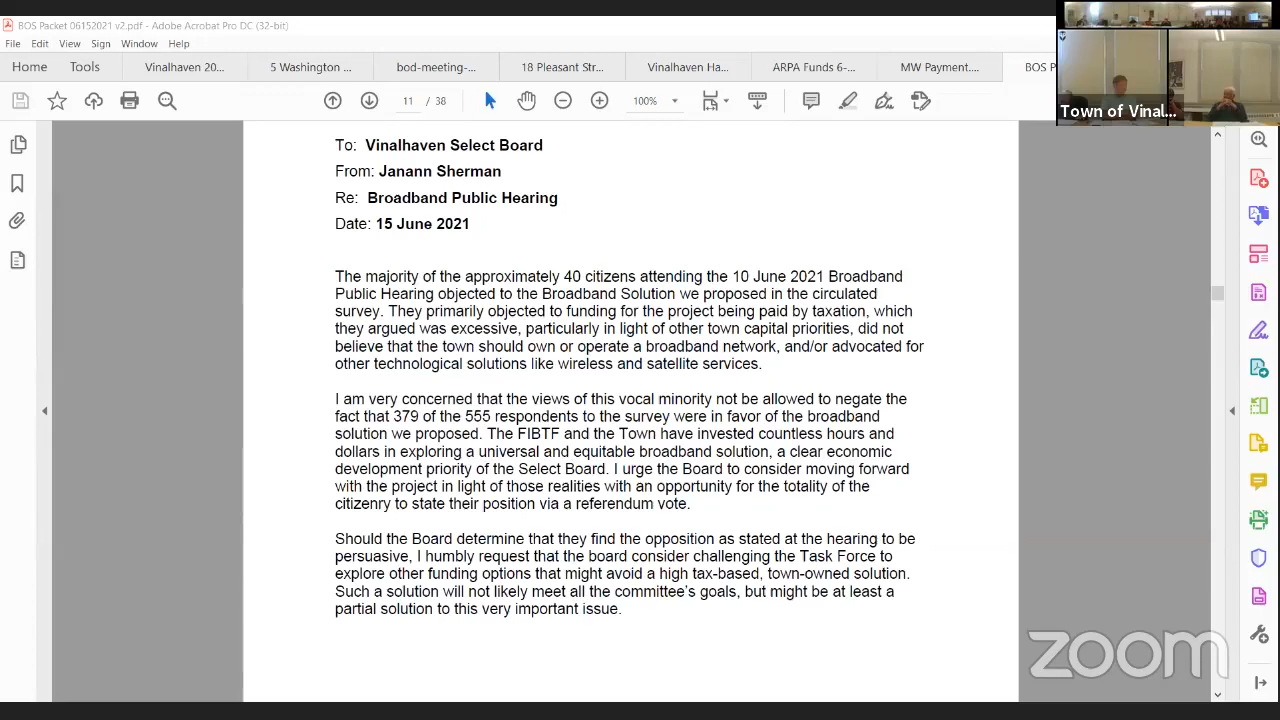 BOS Packet 06152021 v2.pdf - Adobe Acrobat Pro DC (32-bit)
File Edit View Sign Window Help
Home Tools Vinalhaven 20... 5 Washington ... bod-meeting-... 18 Pleasant Str... Vinalhaven Ha... ARPA Funds 6-... MW Payment.... BOS P
11 / 38 100%
Town of Vinal...
To: Vinalhaven Select Board
From: Janann Sherman
Re: Broadband Public Hearing
Date: 15 June 2021
The majority of the approximately 40 citizens attending the 10 June 2021 Broadband
Public Hearing objected to the Broadband Solution we proposed in the circulated
survey. They primarily objected to funding for the project being paid by taxation, which
they argued was excessive, particularly in light of other town capital priorities, did not
believe that the town should own or operate a broadband network, and/or advocated for
other technological solutions like wireless and satellite services.
I am very concerned that the views of this vocal minority not be allowed to negate the
fact that 379 of the 555 respondents to the survey were in favor of the broadband
solution we proposed. The FIBTF and the Town have invested countless hours and
dollars in exploring a universal and equitable broadband solution, a clear economic
development priority of the Select Board. I urge the Board to consider moving forward
with the project in light of those realities with an opportunity for the totality of the
citizenry to state their position via a referendum vote.
Should the Board determine that they find the opposition as stated at the hearing to be
persuasive, I humbly request that the board consider challenging the Task Force to
explore other funding options that might avoid a high tax-based, town-owned solution.
Such a solution will not likely meet all the committee's goals, but might be at least a
partial solution to this very important issue.
zoom